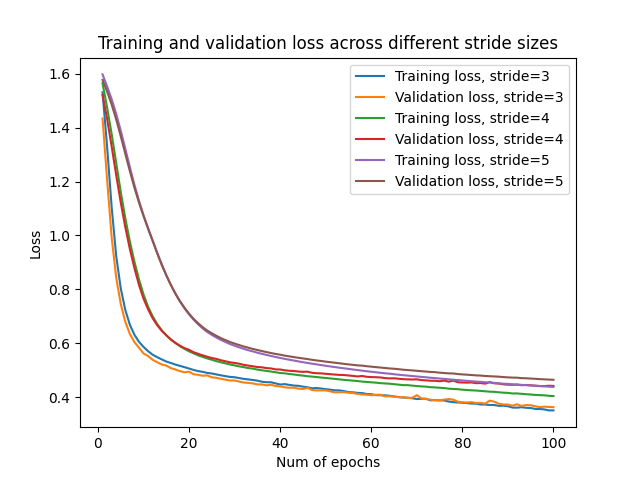 Training and validation loss across different stride sizes
Training loss, stride=3
Validation loss, stride=3
Training loss, stride=4
Validation loss, stride=4
Training loss, stride=5
Validation loss, stride=5
Loss
1.6
1.4
1.2
1.0
0.8
0.6
0.4
0 20 40 60 80 100
Num of epochs